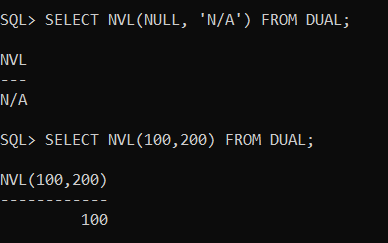 SQL> SELECT NVL(NULL, 'N/A') FROM DUAL;
NVL
---
N/A
SQL> SELECT NVL(100,200) FROM DUAL;
NVL(100,200)
------------
100